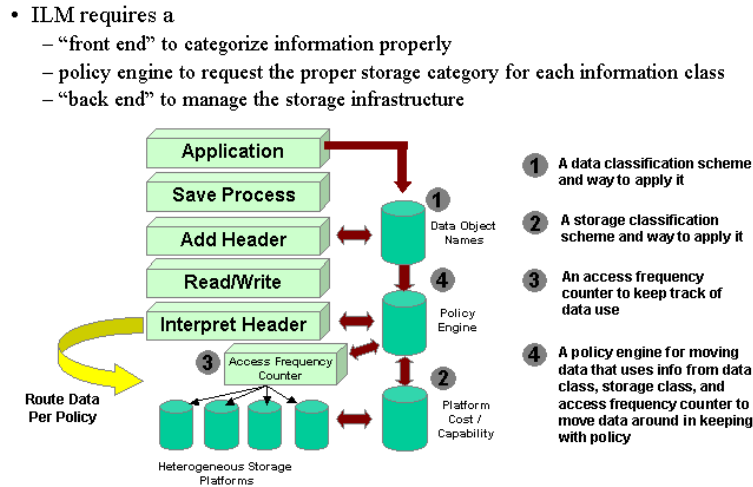 • ILM requires a
– “front end” to categorize information properly
– policy engine to request the proper storage category for each information class
– “back end” to manage the storage infrastructure
Application
Save Process
Add Header
Read/Write
Interpret Header
Access Frequency
Counter
3
Route Data
Per Policy
Heterogeneous Storage
Platforms
1
Data Object
Names
4
Policy
Engine
2
Platform
Cost /
Capability
1 A data classification scheme
and way to apply it
2 A storage classification
scheme and way to apply it
3 An access frequency
counter to keep track of
data use
4 A policy engine for moving
data that uses info from data
class, storage class, and
access frequency counter to
move data around in keeping
with policy